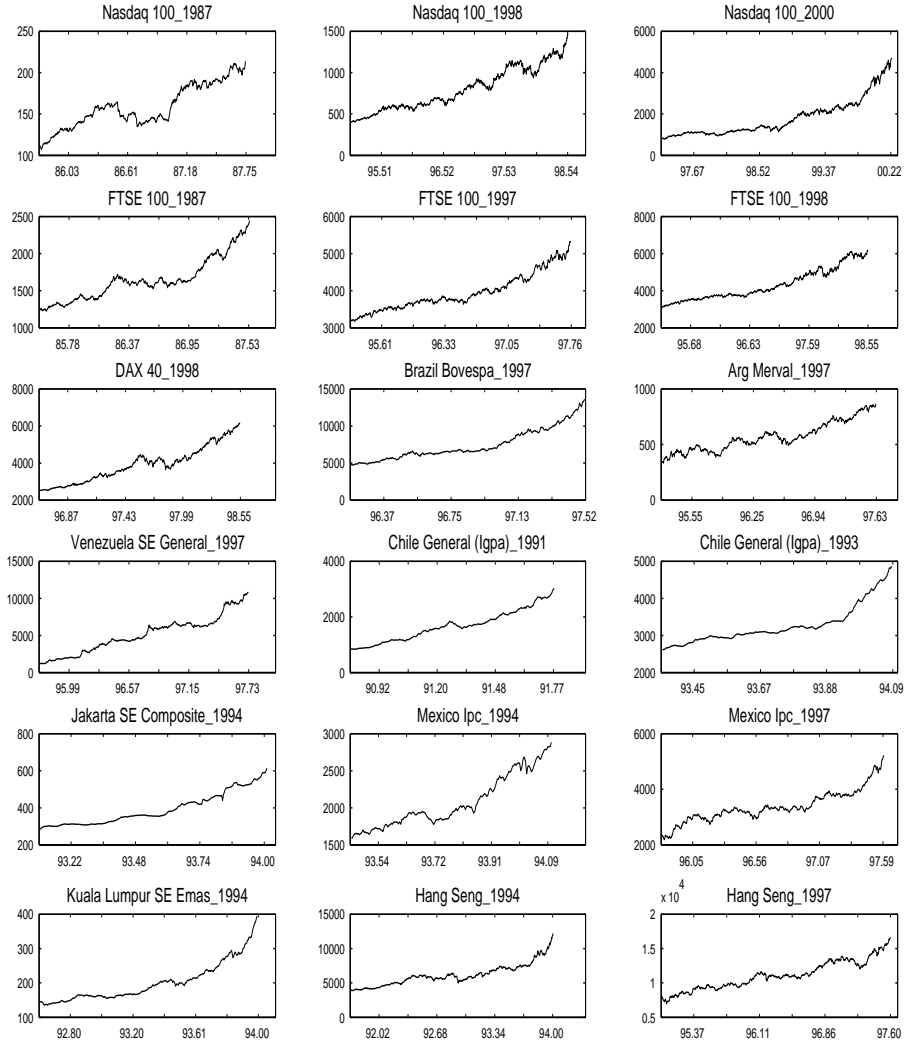 Nasdaq 100_1987 Nasdaq 100_1998 Nasdaq 100_2000
250 1500 6000
200 1000 4000
150 500 2000
100 0 0
86.03 86.61 87.18 87.75 95.51 96.52 97.53 98.54 97.67 98.52 99.37 00.22
FTSE 100_1987 FTSE 100_1997 FTSE 100_1998
2500 6000 8000
2000 5000 6000
1500 4000 4000
1000 3000 2000
85.78 86.37 86.95 87.53 95.61 96.33 97.05 97.76 95.68 96.63 97.59 98.55
DAX 40_1998 Brazil Bovespa_1997 Arg Merval_1997
8000 15000 1000
6000 10000
4000 5000 500
2000 0 0
96.87 97.43 97.99 98.55 96.37 96.75 97.13 97.52 95.55 96.25 96.94 97.63
Venezuela SE General_1997 Chile General (Igpa)_1991 Chile General (Igpa)_1993
15000 4000 5000
10000 2000 4000
5000 3000
0 0 2000
95.99 96.57 97.15 97.73 90.92 91.20 91.48 91.77 93.45 93.67 93.88 94.09
Jakarta SE Composite_1994 Mexico Ipc_1994 Mexico Ipc_1997
800 3000 6000
600 2500 4000
400 2000
200 1500 2000
93.22 93.48 93.74 94.00 93.54 93.72 93.91 94.09 96.05 96.56 97.07 97.59
Kuala Lumpur SE Emas_1994 Hang Seng_1994 x 10^4 Hang Seng_1997
400 15000 2
300 10000 1.5
200 5000 1
100 0 0.5
92.80 93.20 93.61 94.00 92.02 92.68 93.34 94.00 95.37 96.11 96.86 97.60